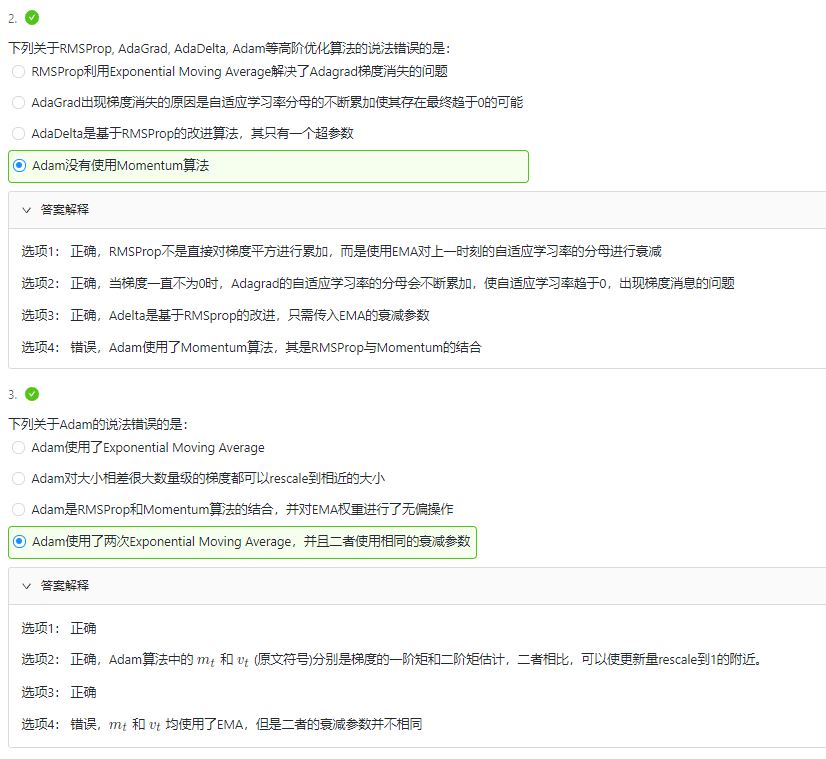 2.
下列关于RMSProp, AdaGrad, AdaDelta, Adam等高阶优化算法的说法错误的是:
RMSProp利用Exponential Moving Average解决了Adagrad梯度消失的问题
AdaGrad出现梯度消失的原因是自适应学习率分母的不断累加使其存在最终趋于0的可能
AdaDelta是基于RMSProp的改进算法，其只有一个超参数
Adam没有使用Momentum算法
答案解释
选项1： 正确，RMSProp不是直接对梯度平方进行累加，而是使用EMA对上一时刻的自适应学习率的分母进行衰减
选项2： 正确，当梯度一直不为0时，Adagrad的自适应学习率的分母会不断累加，使自适应学习率趋于0，出现梯度消息的问题
选项3： 正确，Adelta是基于RMSprop的改进，只需传入EMA的衰减参数
选项4： 错误，Adam使用了Momentum算法，其是RMSProp与Momentum的结合
3.
下列关于Adam的说法错误的是:
Adam使用了Exponential Moving Average
Adam对大小相差很大数量级的梯度都可以rescale到相近的大小
Adam是RMSProp和Momentum算法的结合，并对EMA权重进行了无偏操作
Adam使用了两次Exponential Moving Average，并且二者使用相同的衰减参数
答案解释
选项1： 正确
选项2： 正确，Adam算法中的 m_t 和 v_t (原文符号)分别是梯度的一阶矩和二阶矩估计，二者相比，可以使更新量rescale到1的附近。
选项3： 正确
选项4： 错误，m_t 和 v_t 均使用了EMA，但是二者的衰减参数并不相同